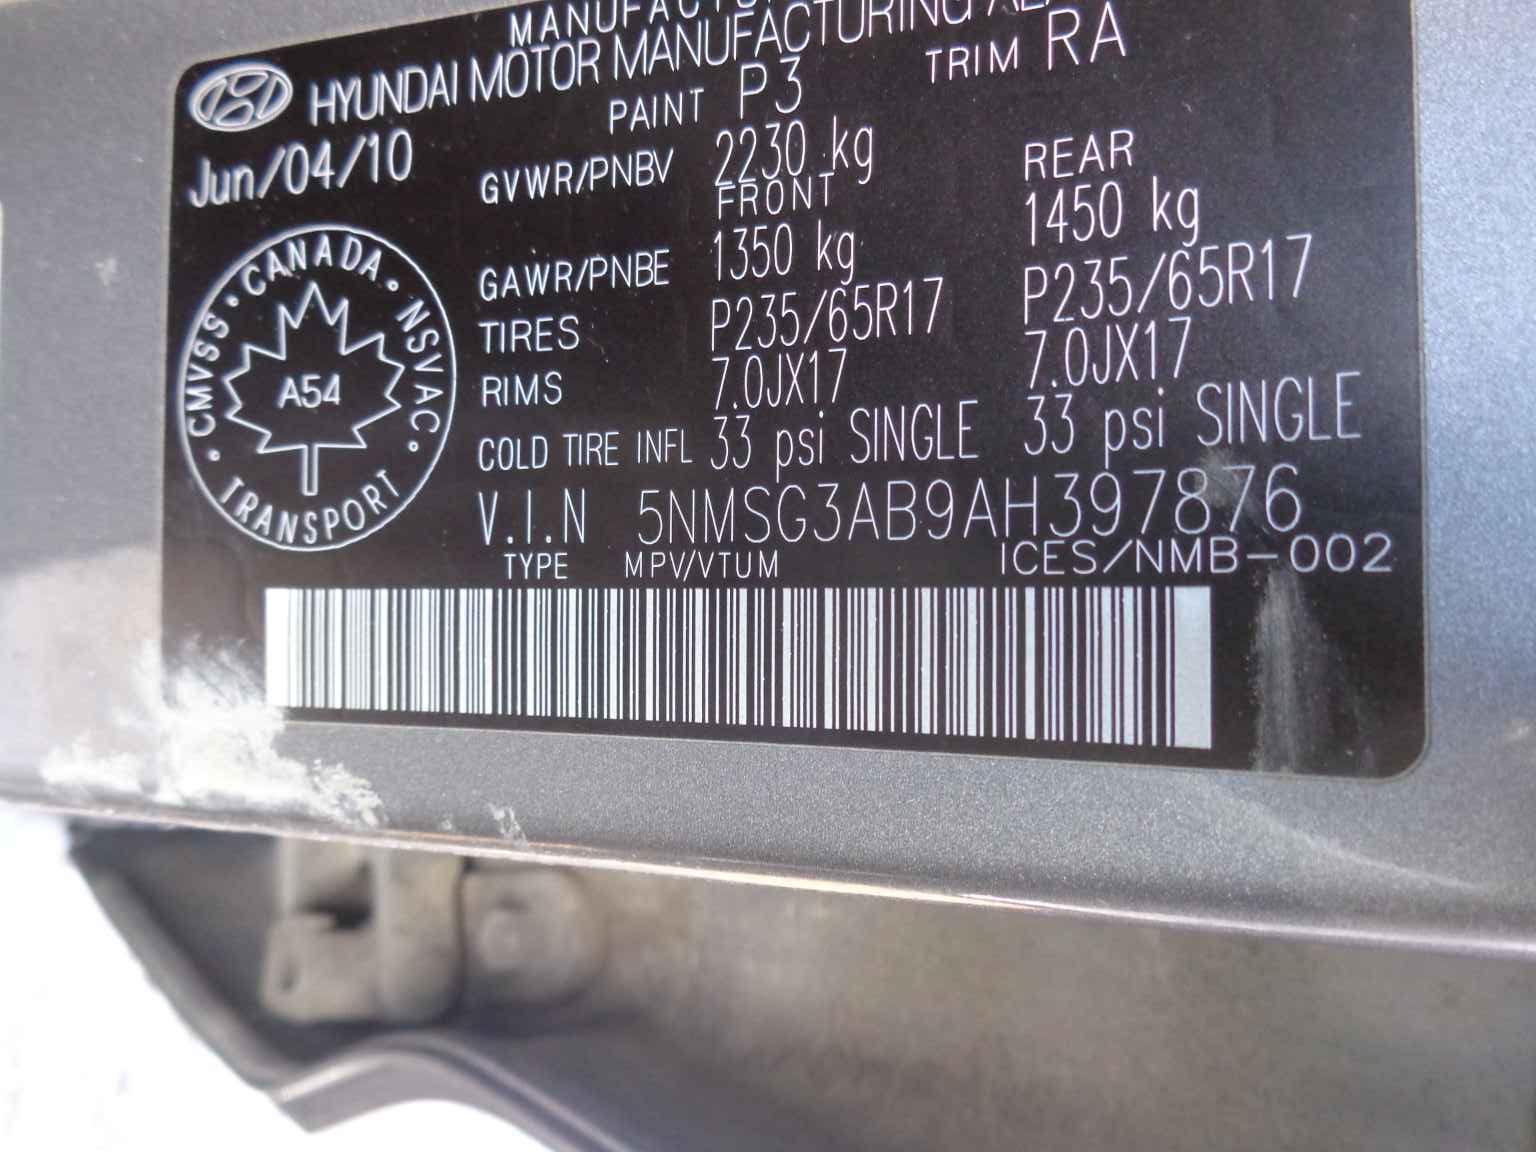 HYUNDAI MOTOR MANUFACTURING
PAINT P3 TRIM RA
Jun/04/10
GVWR/PNBV 2230 kg
FRONT REAR
GAWR/PNBE 1350 kg 1450 kg
TIRES P235/65R17 P235/65R17
RIMS 7.0JX17 7.0JX17
COLD TIRE INFL 33 psi SINGLE 33 psi SINGLE
V.I.N 5NMSG3AB9AH397876
TYPE MPV/VTUM ICES/NMB-002
CMVSS • CANADA • NSVAC •
A54
• TRANSPORT